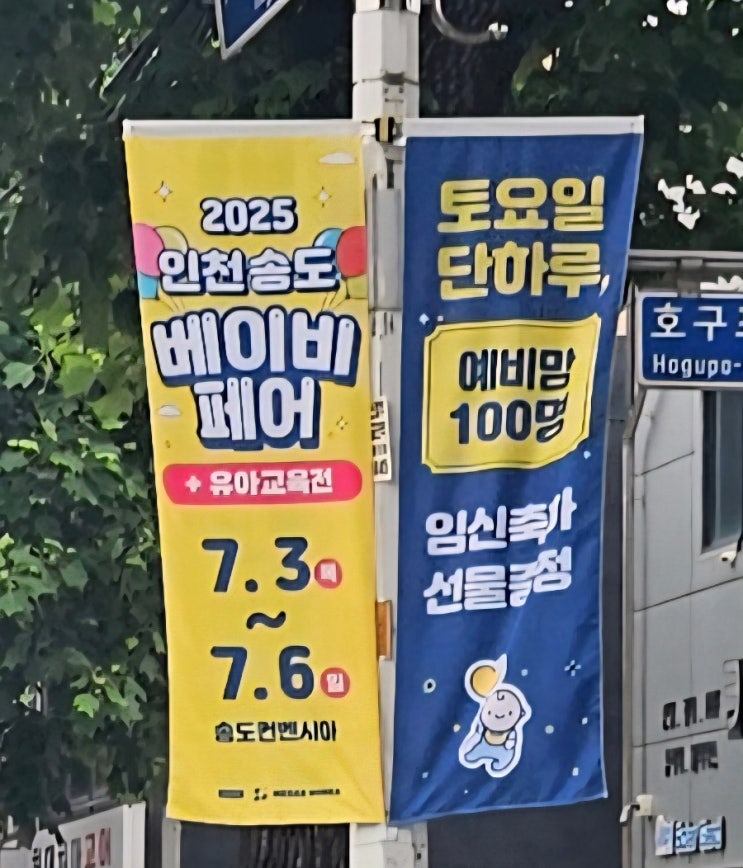 2025
인천송도
베이비
페어
+ 유아교육전
7.3 목
~
7.6 일
송도컨벤시아
토요일
단하루,
예비맘
100명
임신축하
선물증정
호구포
Hogupo-